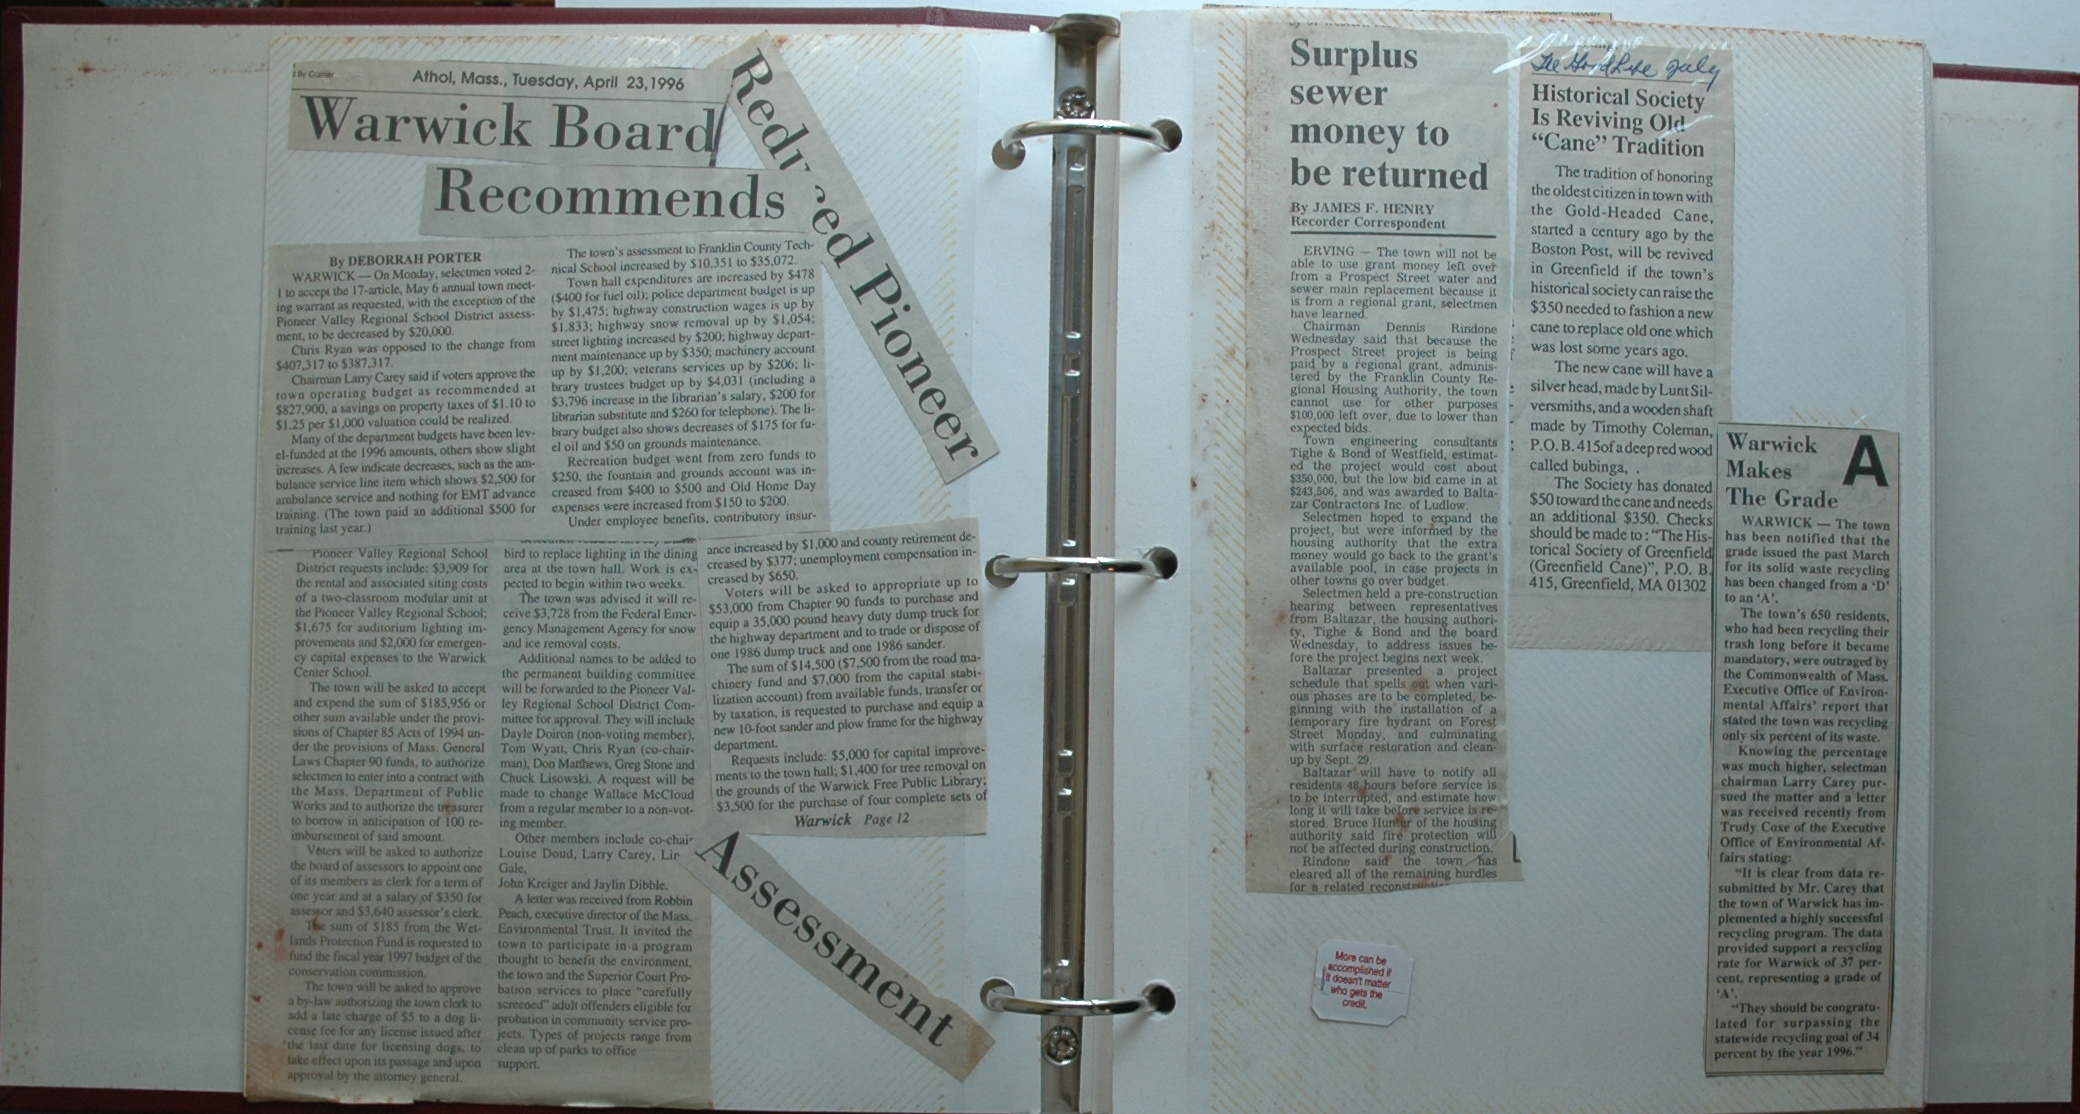 By Carrier
Athol, Mass., Tuesday, April 23,1996
Warwick Board
Recommends
Reduced Pioneer
Assessment
By DEBORRAH PORTER
WARWICK — On Monday, selectmen voted 2-
1 to accept the 17-article, May 6 annual town meet-
ing warrant as requested, with the exception of the
Pioneer Valley Regional School District assess-
ment, to be decreased by $20,000.
Chris Ryan was opposed to the change from
$407,317 to $387,317.
Chairman Larry Carey said if voters approve the
town operating budget as recommended at
$827,900, a savings on property taxes of $1.10 to
$1.25 per $1,000 valuation could be realized.
Many of the department budgets have been lev-
el-funded at the 1996 amounts, others show slight
increases. A few indicate decreases, such as the am-
bulance service line item which shows $2,500 for
ambulance service and nothing for EMT advance
training. (The town paid an additional $500 for
training last year.)
The town's assessment to Franklin County Tech-
nical School increased by $10,351 to $35,072.
Town hall expenditures are increased by $478
($400 for fuel oil); police department budget is up
by $1,475; highway construction wages is up by
$1.833; highway snow removal up by $1,054;
street lighting increased by $200; highway depart-
ment maintenance up by $350; machinery account
up by $1,200; veterans services up by $206; li-
brary trustees budget up by $4,031 (including a
$3,796 increase in the librarian's salary, $200 for
librarian substitute and $260 for telephone). The li-
brary budget also shows decreases of $175 for fu-
el oil and $50 on grounds maintenance.
Recreation budget went from zero funds to
$250, the fountain and grounds account was in-
creased from $400 to $500 and Old Home Day
expenses were increased from $150 to $200.
Under employee benefits, contributory insur-
ance increased by $1,000 and county retirement de-
creased by $377; unemployment compensation in-
creased by $650.
Voters will be asked to appropriate up to
$53,000 from Chapter 90 funds to purchase and
equip a 35,000 pound heavy duty dump truck for
the highway department and to trade or dispose of
one 1986 dump truck and one 1986 sander.
The sum of $14,500 ($7,500 from the road ma-
chinery fund and $7,000 from the capital stabi-
lization account) from available funds, transfer or
by taxation, is requested to purchase and equip a
new 10-foot sander and plow frame for the highway
department.
Requests include: $5,000 for capital improve-
ments to the town hall; $1,400 for tree removal on
the grounds of the Warwick Free Public Library;
$3,500 for the purchase of four complete sets of
Warwick Page 12
Pioneer Valley Regional School
District requests include: $3,909 for
the rental and associated siting costs
of a two-classroom modular unit at
the Pioneer Valley Regional School;
$1,675 for auditorium lighting im-
provements and $2,000 for emergen-
cy capital expenses to the Warwick
Center School.
The town will be asked to accept
and expend the sum of $185,956 or
other sum available under the provi-
sions of Chapter 85 Acts of 1994 un-
der the provisions of Mass. General
Laws Chapter 90 funds, to authorize
selectmen to enter into a contract with
the Mass. Department of Public
Works and to authorize the treasurer
to borrow in anticipation of 100 re-
imbursement of said amount.
Voters will be asked to authorize
the board of assessors to appoint one
of its members as clerk for a term of
one year and at a salary of $350 for
assessor and $3,640 assessor's clerk.
The sum of $185 from the Wet-
lands Protection Fund is requested to
fund the fiscal year 1997 budget of the
conservation commission.
The town will be asked to approve
a by-law authorizing the town clerk to
add a late charge of $5 to a dog li-
cense fee for any license issued after
the last date for licensing dogs, to
take effect upon its passage and upon
approval by the attorney general.
bird to replace lighting in the dining
area at the town hall. Work is ex-
pected to begin within two weeks.
The town was advised it will re-
ceive $3,728 from the Federal Emer-
gency Management Agency for snow
and ice removal costs.
Additional names to be added to
the permanent building committee
will be forwarded to the Pioneer Val-
ley Regional School District Com-
mittee for approval. They will include
Dayle Doiron (non-voting member),
Tom Wyatt, Chris Ryan (co-chair-
man), Don Matthews, Greg Stone and
Chuck Lisowski. A request will be
made to change Wallace McCloud
from a regular member to a non-vot-
ing member.
Other members include co-chai-
Louise Doud, Larry Carey, Lir
Gale,
John Kreiger and Jaylin Dibble.
A letter was received from Robbin
Peach, executive director of the Mass.
Environmental Trust. It invited the
town to participate in a program
thought to benefit the environment,
the town and the Superior Court Pro-
bation services to place "carefully
screened" adult offenders eligible for
probation in community service pro-
jects. Types of projects range from
clean up of parks to office
support.
Surplus
sewer
money to
be returned
By JAMES F. HENRY
Recorder Correspondent
ERVING — The town will not be
able to use grant money left over
from a Prospect Street water and
sewer main replacement because it
is from a regional grant, selectmen
have learned.
Chairman Dennis Rindone
Wednesday said that because the
Prospect Street project is being
paid by a regional grant, adminis-
tered by the Franklin County Re-
gional Housing Authority, the town
cannot use for other purposes
$100,000 left over, due to lower than
expected bids.
Town engineering consultants
Tighe & Bond of Westfield, estimat-
ed the project would cost about
$350,000, but the low bid came in at
$243,506, and was awarded to Balta-
zar Contractors Inc. of Ludlow.
Selectmen hoped to expand the
project, but were informed by the
housing authority that the extra
money would go back to the grant's
available pool, in case projects in
other towns go over budget.
Selectmen held a pre-construction
hearing between representatives
from Baltazar, the housing authori-
ty, Tighe & Bond and the board
Wednesday, to address issues be-
fore the project begins next week.
Baltazar presented a project
schedule that spells out when vari-
ous phases are to be completed, be-
ginning with the installation of a
temporary fire hydrant on Forest
Street Monday, and culminating
with surface restoration and clean-
up by Sept. 29.
Baltazar will have to notify all
residents 48 hours before service is
to be interrupted, and estimate how
long it will take before service is re-
stored. Bruce Hunter of the housing
authority said fire protection will
not be affected during construction.
Rindone said the town has
cleared all of the remaining hurdles
for a related
The Good Life July
Historical Society
Is Reviving Old
"Cane" Tradition
The tradition of honoring
the oldest citizen in town with
the Gold-Headed Cane,
started a century ago by the
Boston Post, will be revived
in Greenfield if the town's
historical society can raise the
$350 needed to fashion a new
cane to replace old one which
was lost some years ago.
The new cane will have a
silver head, made by Lunt Sil-
versmiths, and a wooden shaft
made by Timothy Coleman,
P.O.B. 415of a deep red wood
called bubinga, .
The Society has donated
$50 toward the cane and needs
an additional $350. Checks
should be made to: "The His-
torical Society of Greenfield
(Greenfield Cane)", P.O. B.
415, Greenfield, MA 01302
Warwick
Makes
The Grade
A
WARWICK — The town
has been notified that the
grade issued the past March
for its solid waste recycling
has been changed from a 'D'
to an 'A'.
The town's 650 residents,
who had been recycling their
trash long before it became
mandatory, were outraged by
the Commonwealth of Mass.
Executive Office of Environ-
mental Affairs' report that
stated the town was recycling
only six percent of its waste.
Knowing the percentage
was much higher, selectman
chairman Larry Carey pur-
sued the matter and a letter
was received recently from
Trudy Coxe of the Executive
Office of Environmental Af-
fairs stating:
"It is clear from data re-
submitted by Mr. Carey that
the town of Warwick has im-
plemented a highly successful
recycling program. The data
provided support a recycling
rate for Warwick of 37 per-
cent, representing a grade of
'A'.
"They should be congratu-
lated for surpassing the
statewide recycling goal of 34
percent by the year 1996."
More can be
accomplished if
it doesn't matter
who gets the
credit.